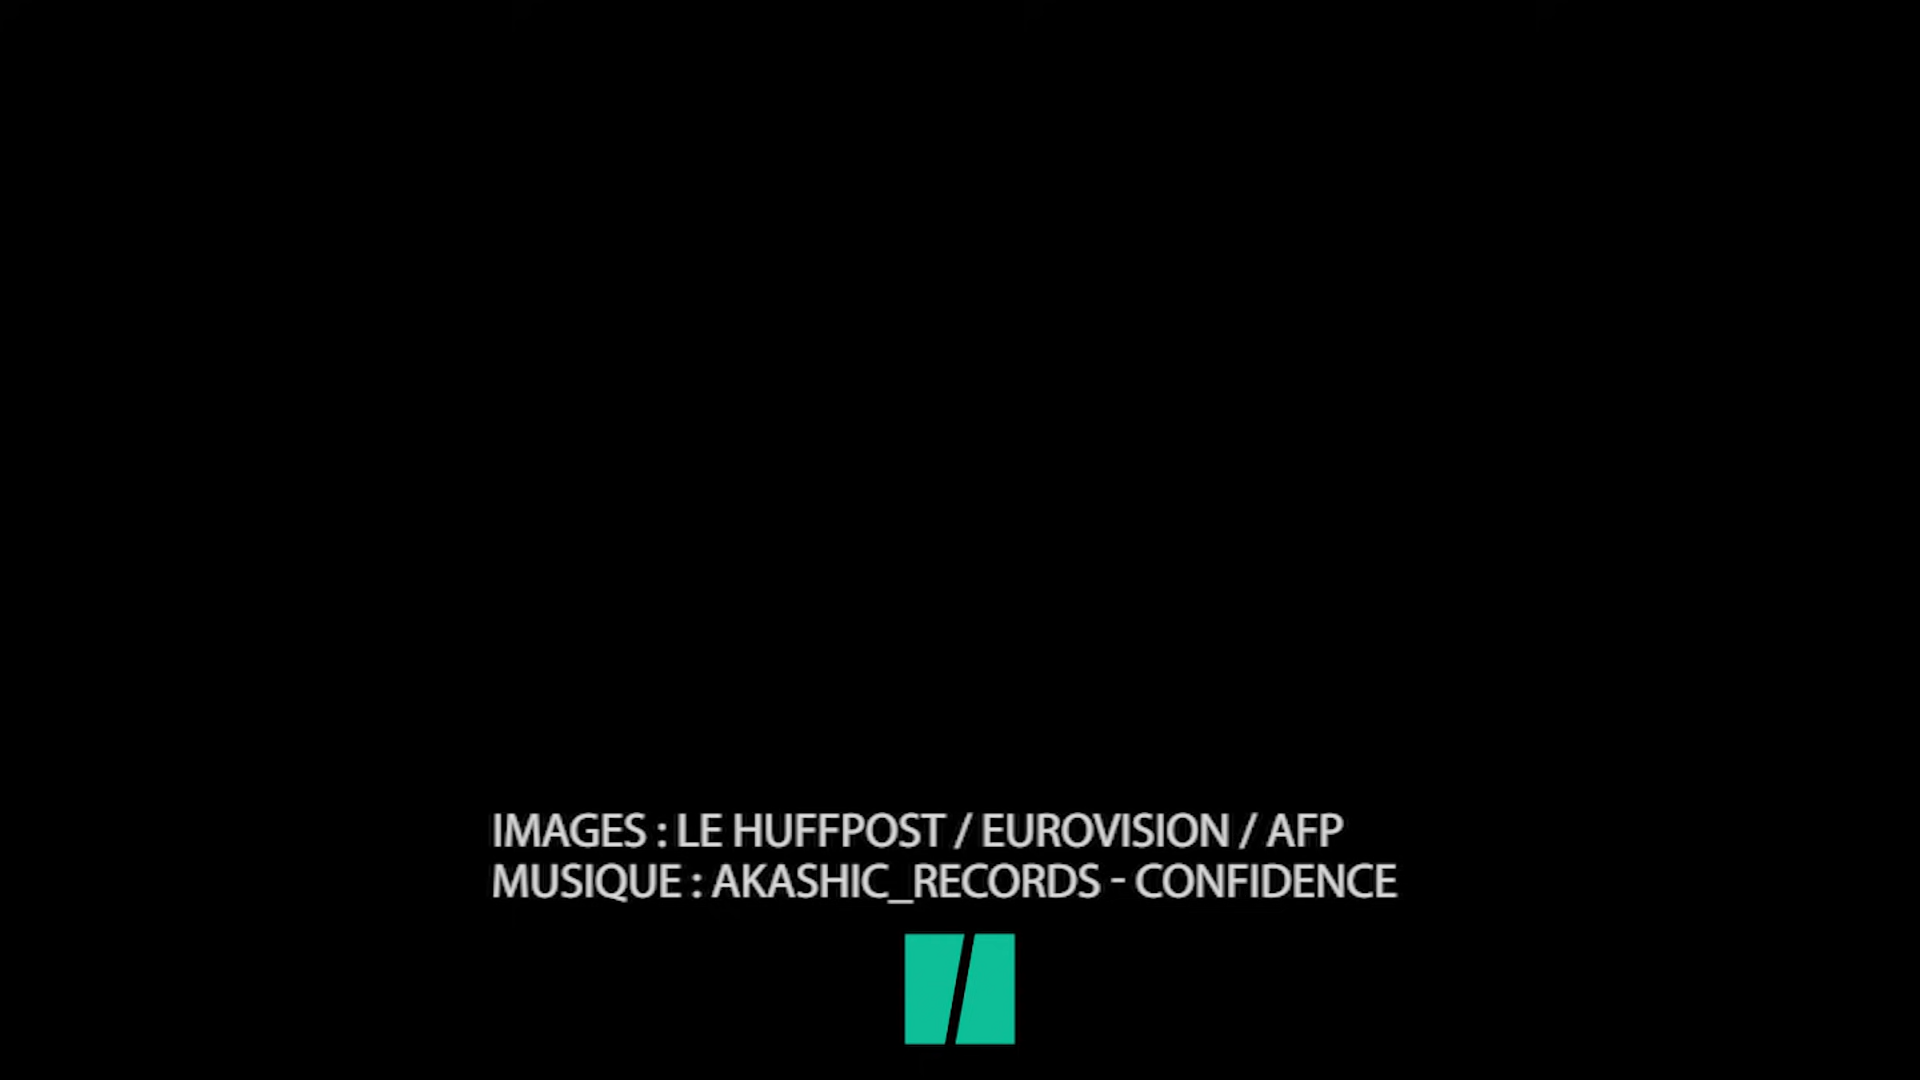 IMAGES : LE HUFFPOST / EUROVISION / AFP
MUSIQUE : AKASHIC_RECORDS - CONFIDENCE